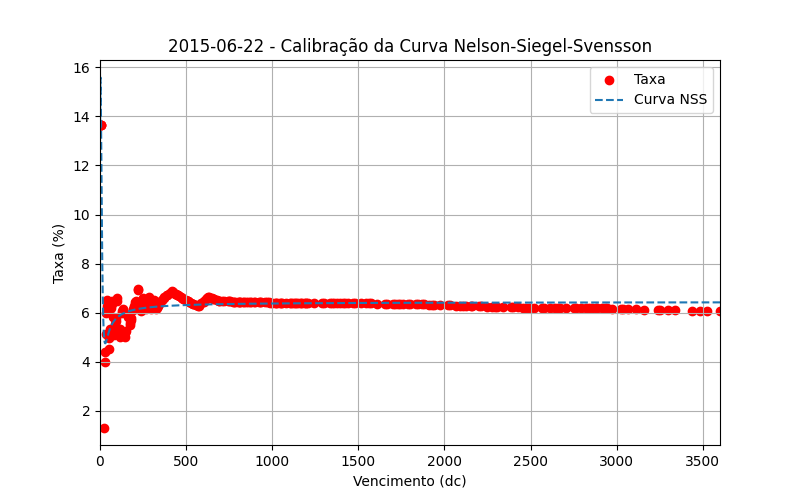 2015-06-22 - Calibração da Curva Nelson-Siegel-Svensson
Taxa
Curva NSS
Taxa (%)
16
14
12
10
8
6
4
2
0 500 1000 1500 2000 2500 3000 3500
Vencimento (dc)